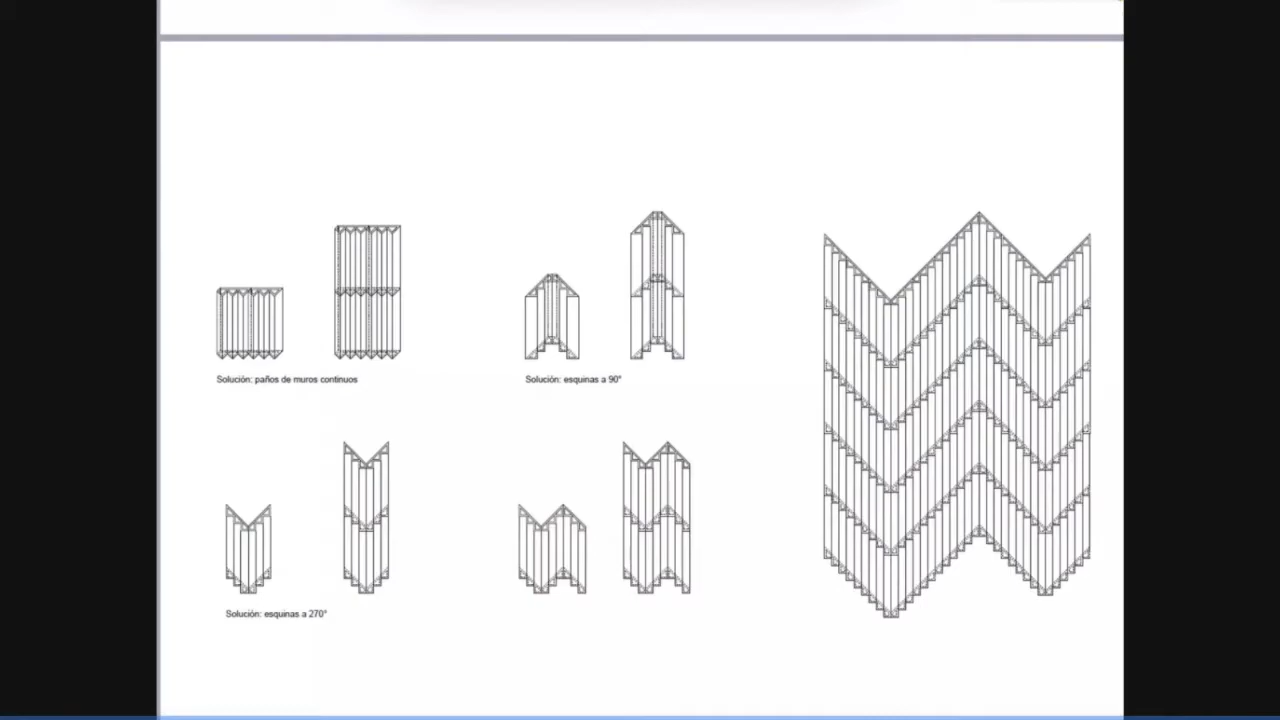 Solución: paños de muros continuos
Solución: esquinas a 90°
Solución: esquinas a 270°